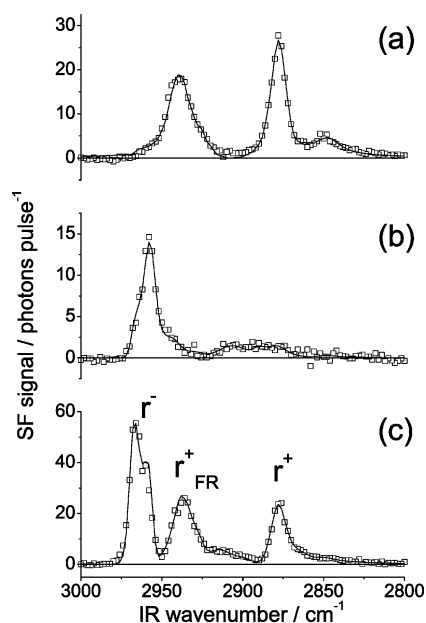 (a)
30
20
10
0
(b)
15
10
5
0
SF signal / photons pulse-1
(c)
60
40
20
0
r-
r+FR
r+
3000 2950 2900 2850 2800
IR wavenumber / cm-1